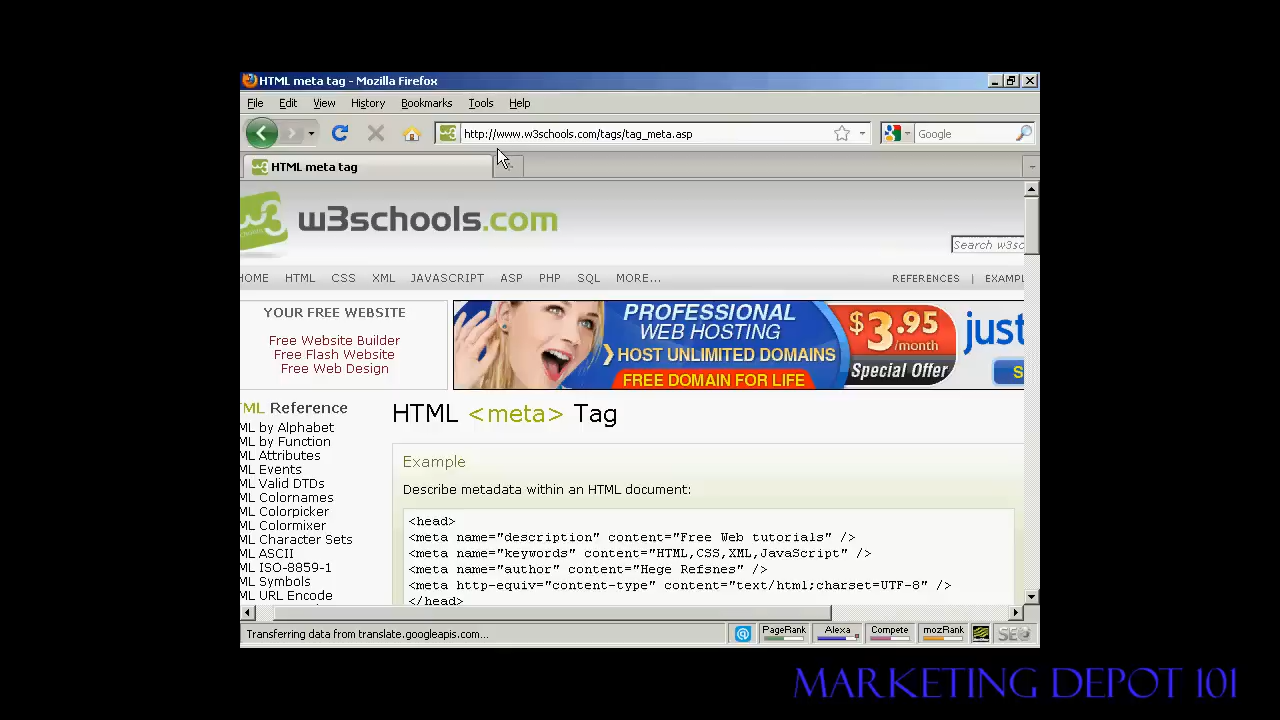 HTML meta tag - Mozilla Firefox
File Edit View History Bookmarks Tools Help
http://www.w3schools.com/tags/tag_meta.asp
Google
HTML meta tag
w3schools.com
Search w3sc
HOME HTML CSS XML JAVASCRIPT ASP PHP SQL MORE...
REFERENCES | EXAMPL
YOUR FREE WEBSITE
Free Website Builder
Free Flash Website
Free Web Design
PROFESSIONAL
WEB HOSTING
HOST UNLIMITED DOMAINS
FREE DOMAIN FOR LIFE
$3.95
/month
Special Offer
just
S
TML Reference
ML by Alphabet
ML by Function
ML Attributes
ML Events
ML Valid DTDs
ML Colornames
ML Colorpicker
ML Colormixer
ML Character Sets
ML ASCII
ML ISO-8859-1
ML Symbols
ML URL Encode
HTML <meta> Tag
Example
Describe metadata within an HTML document:
<head>
<meta name="description" content="Free Web tutorials" />
<meta name="keywords" content="HTML,CSS,XML,JavaScript" />
<meta name="author" content="Hege Refsnes" />
<meta http-equiv="content-type" content="text/html;charset=UTF-8" />
</head>
Transferring data from translate.googleapis.com...
PageRank
Alexa
Compete
mozRank
SEO
MARKETING DEPOT 101